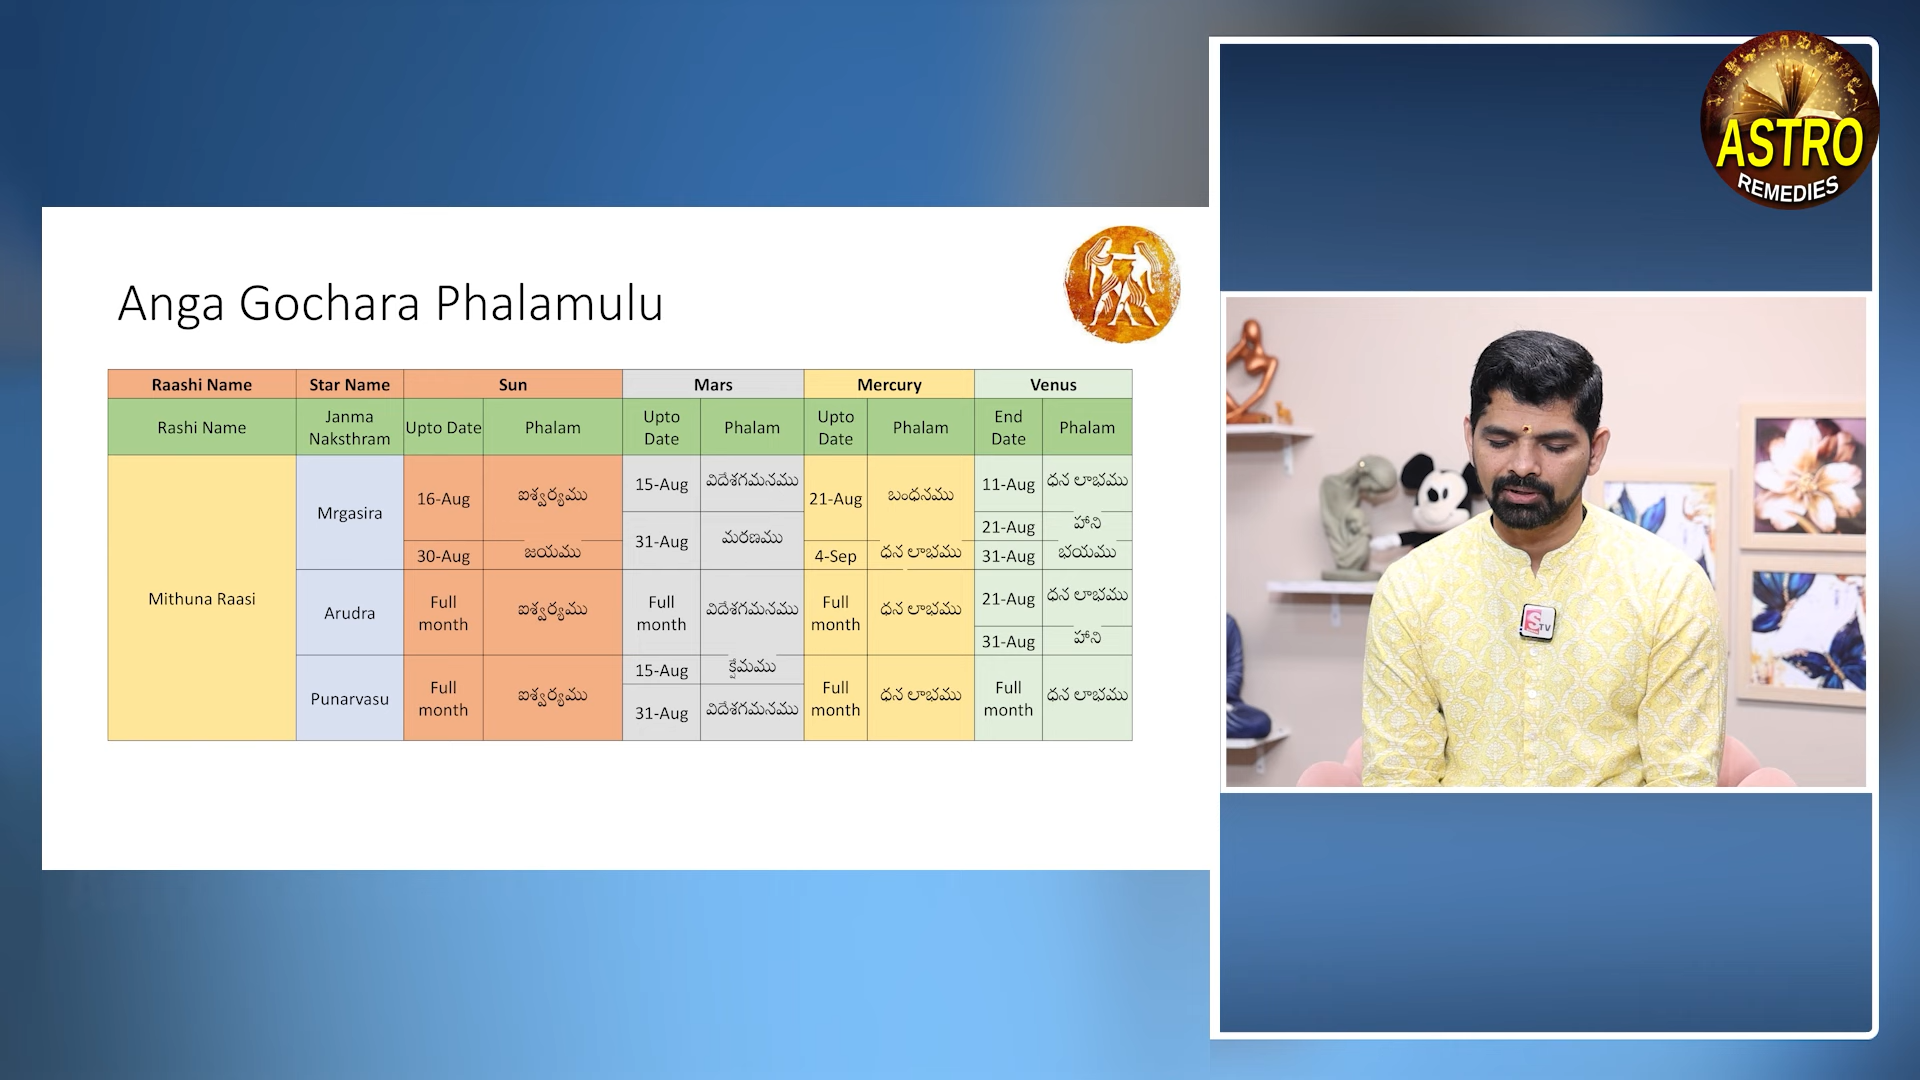 ASTRO
REMEDIES
Anga Gochara Phalamulu
Raashi Name Star Name Sun Mars Mercury Venus
Rashi Name Janma Naksthram Upto Date Phalam Upto Date Phalam Upto Date Phalam End Date Phalam
Mithuna Raasi
Mrgasira
16-Aug ఐశ్వర్యము
30-Aug జయము
15-Aug విదేశగమనము
31-Aug మరణము
21-Aug బంధనము
4-Sep ధన లాభము
11-Aug ధన లాభము
21-Aug హాని
31-Aug భయము
Arudra
Full month ఐశ్వర్యము
Full month విదేశగమనము
Full month ధన లాభము
21-Aug ధన లాభము
31-Aug హాని
Punarvasu
Full month ఐశ్వర్యము
15-Aug క్షేమము
31-Aug విదేశగమనము
Full month ధన లాభము
Full month ధన లాభము
STV